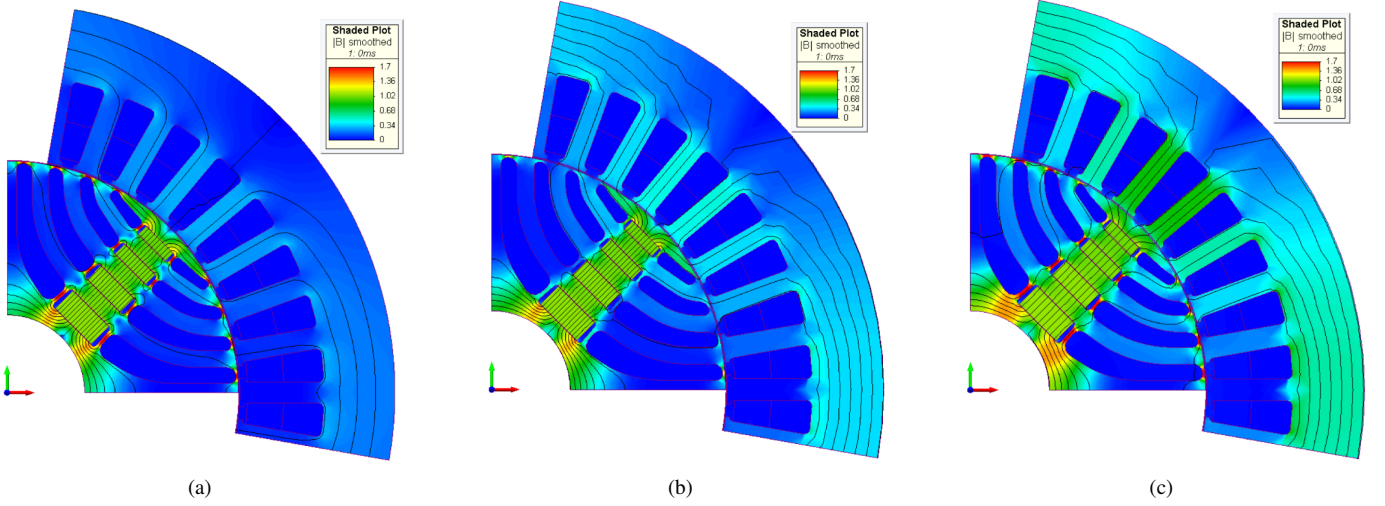 Shaded Plot
|B| smoothed
1: 0ms
1.7
1.36
1.02
0.68
0.34
0
Shaded Plot
|B| smoothed
1: 0ms
1.7
1.36
1.02
0.68
0.34
0
Shaded Plot
|B| smoothed
1: 0ms
1.7
1.36
1.02
0.68
0.34
0
(a)
(b)
(c)